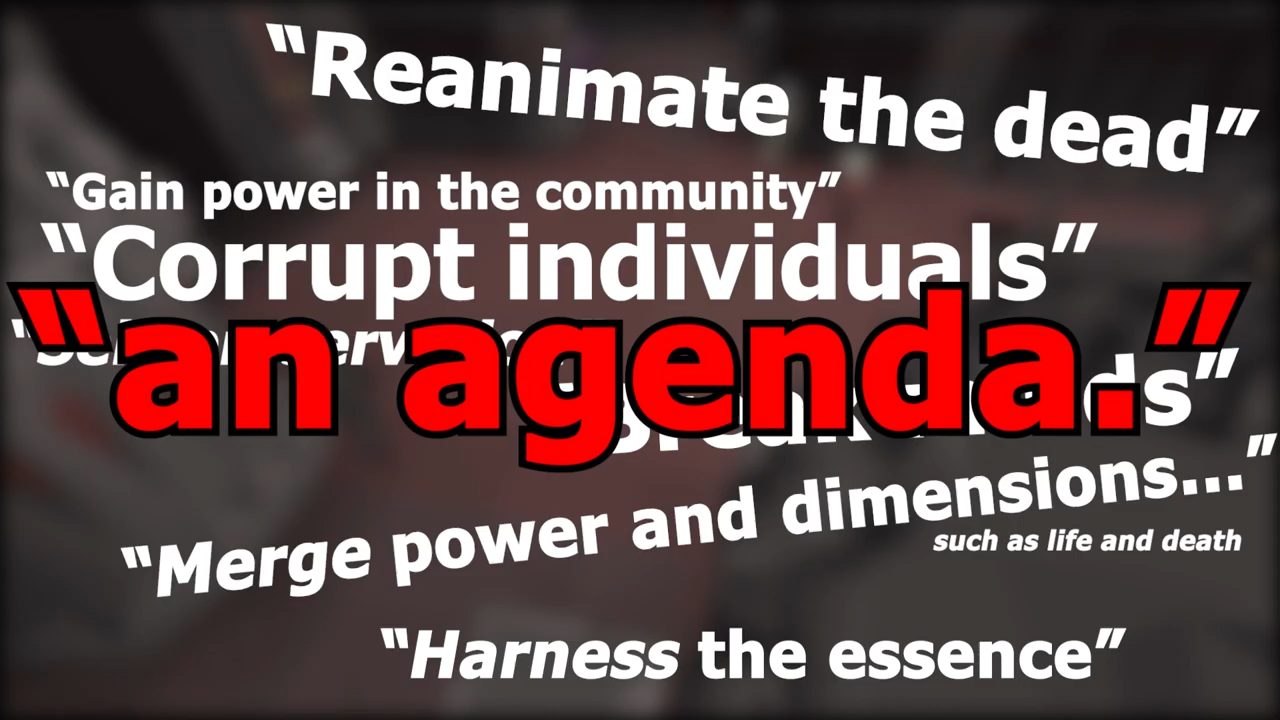 “Reanimate the dead”
“Gain power in the community”
“Corrupt individuals”
“an agenda.”
“Merge power and dimensions...”
such as life and death
“Harness the essence”